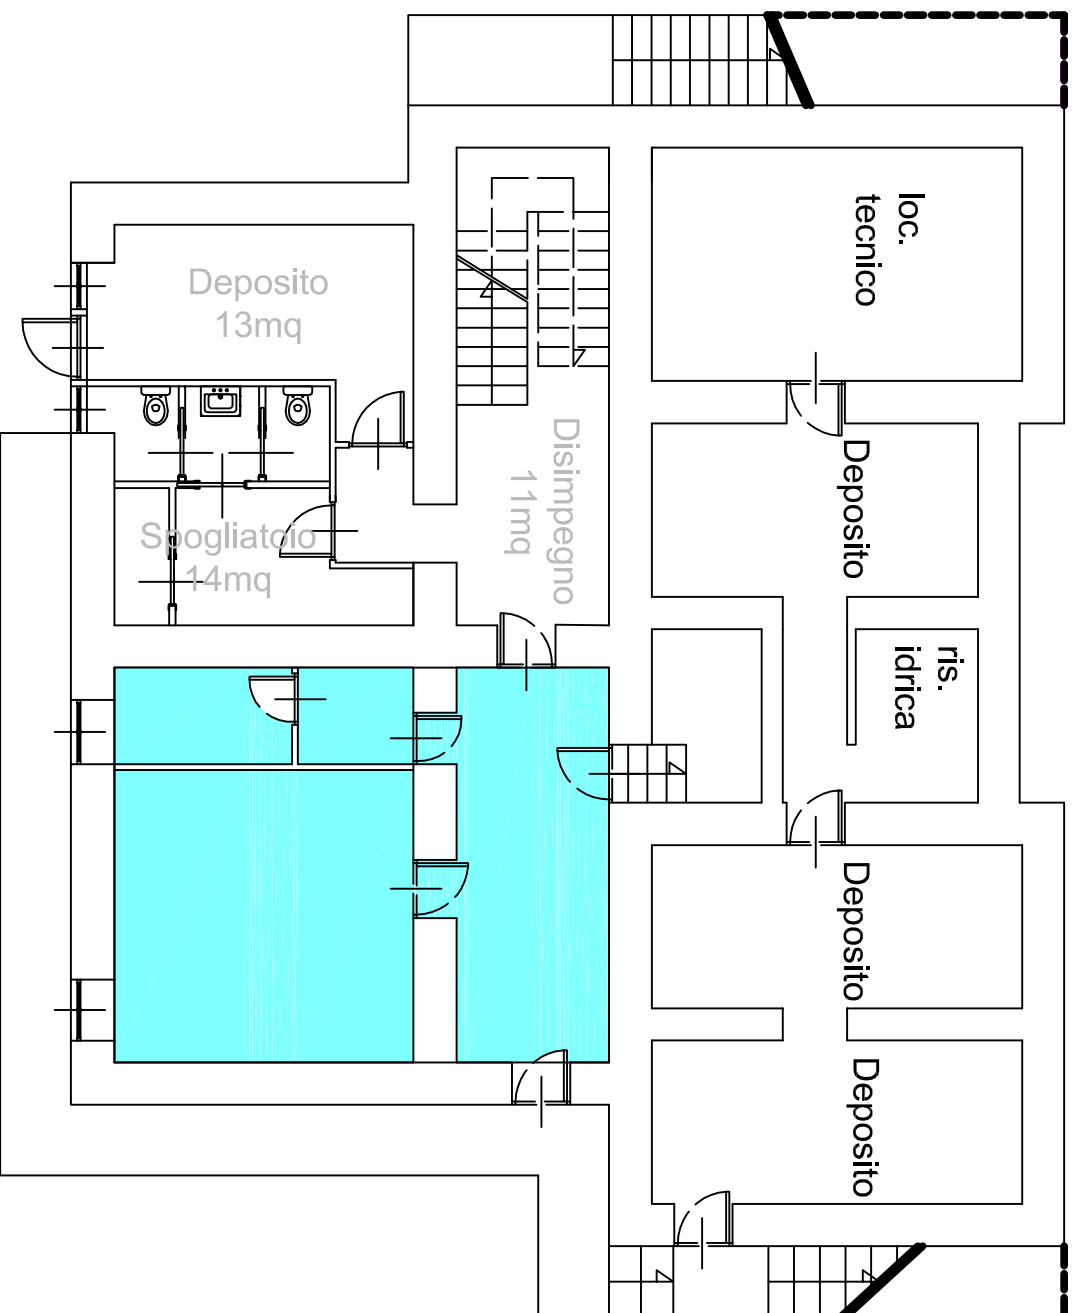 loc.
tecnico
Deposito
13mq
Disimpegno
11mq
Deposito
Spogliatoio
14mq
ris.
idrica
Deposito
Deposito